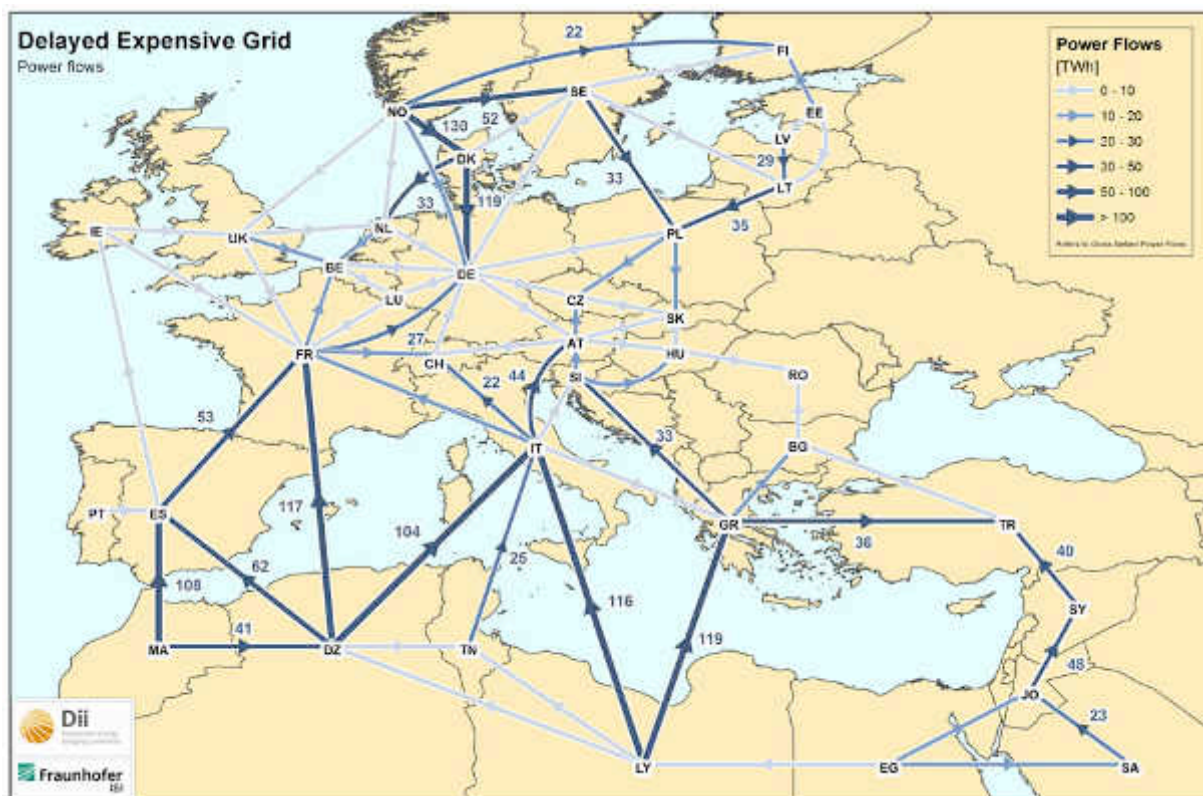 Delayed Expensive Grid
Power flows
Power Flows
[TWh]
0 - 10
10 - 20
20 - 30
30 - 50
50 - 100
> 100
22
FI
SE
NO
52
EE
130
LV
DK
29
LT
33
33
119
35
IE
UK
NL
PL
BE
DE
LU
CZ
SK
27
AT
FR
CH
HU
22
44
SI
RO
53
33
IT
BG
PT
ES
117
104
GR
TR
25
36
40
108
62
116
SY
41
119
MA
DZ
TN
48
JO
23
LY
EG
SA
Dii
Fraunhofer
ISI